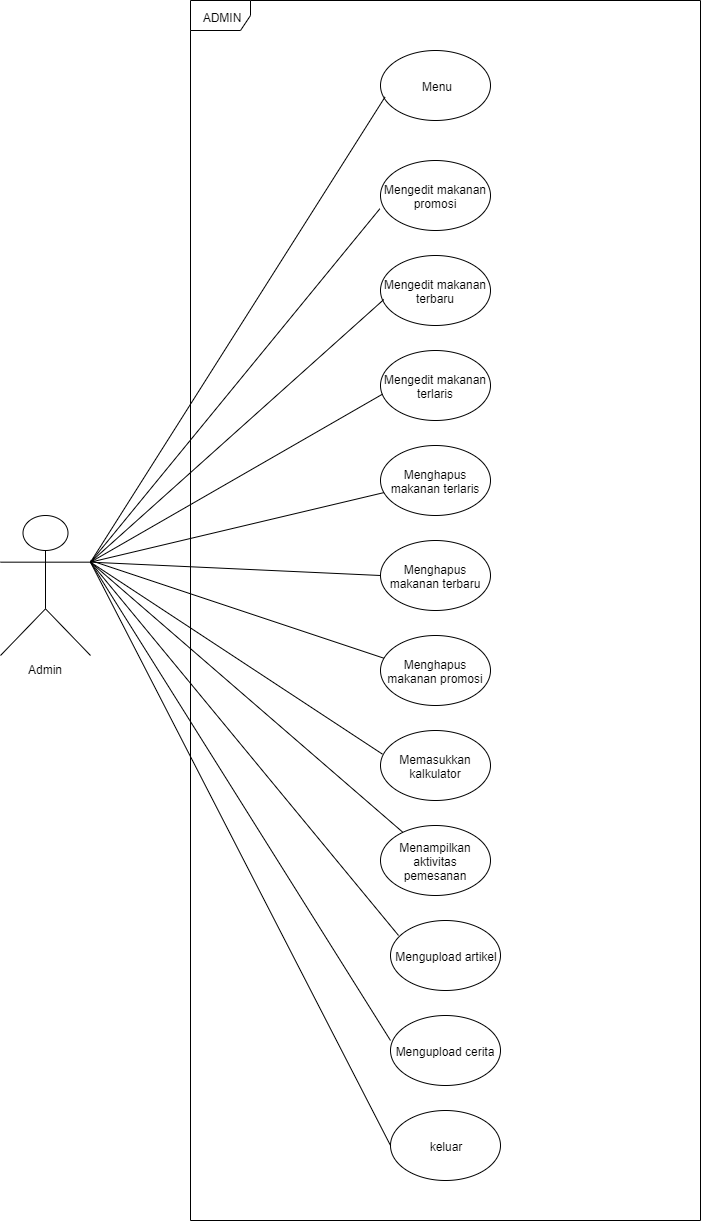 ADMIN
Menu
Mengedit makanan
promosi
Mengedit makanan
terbaru
Mengedit makanan
terlaris
Menghapus
makanan terlaris
Menghapus
makanan terbaru
Menghapus
makanan promosi
Admin
Memasukkan
kalkulator
Menampilkan
aktivitas
pemesanan
Mengupload artikel
Mengupload cerita
keluar